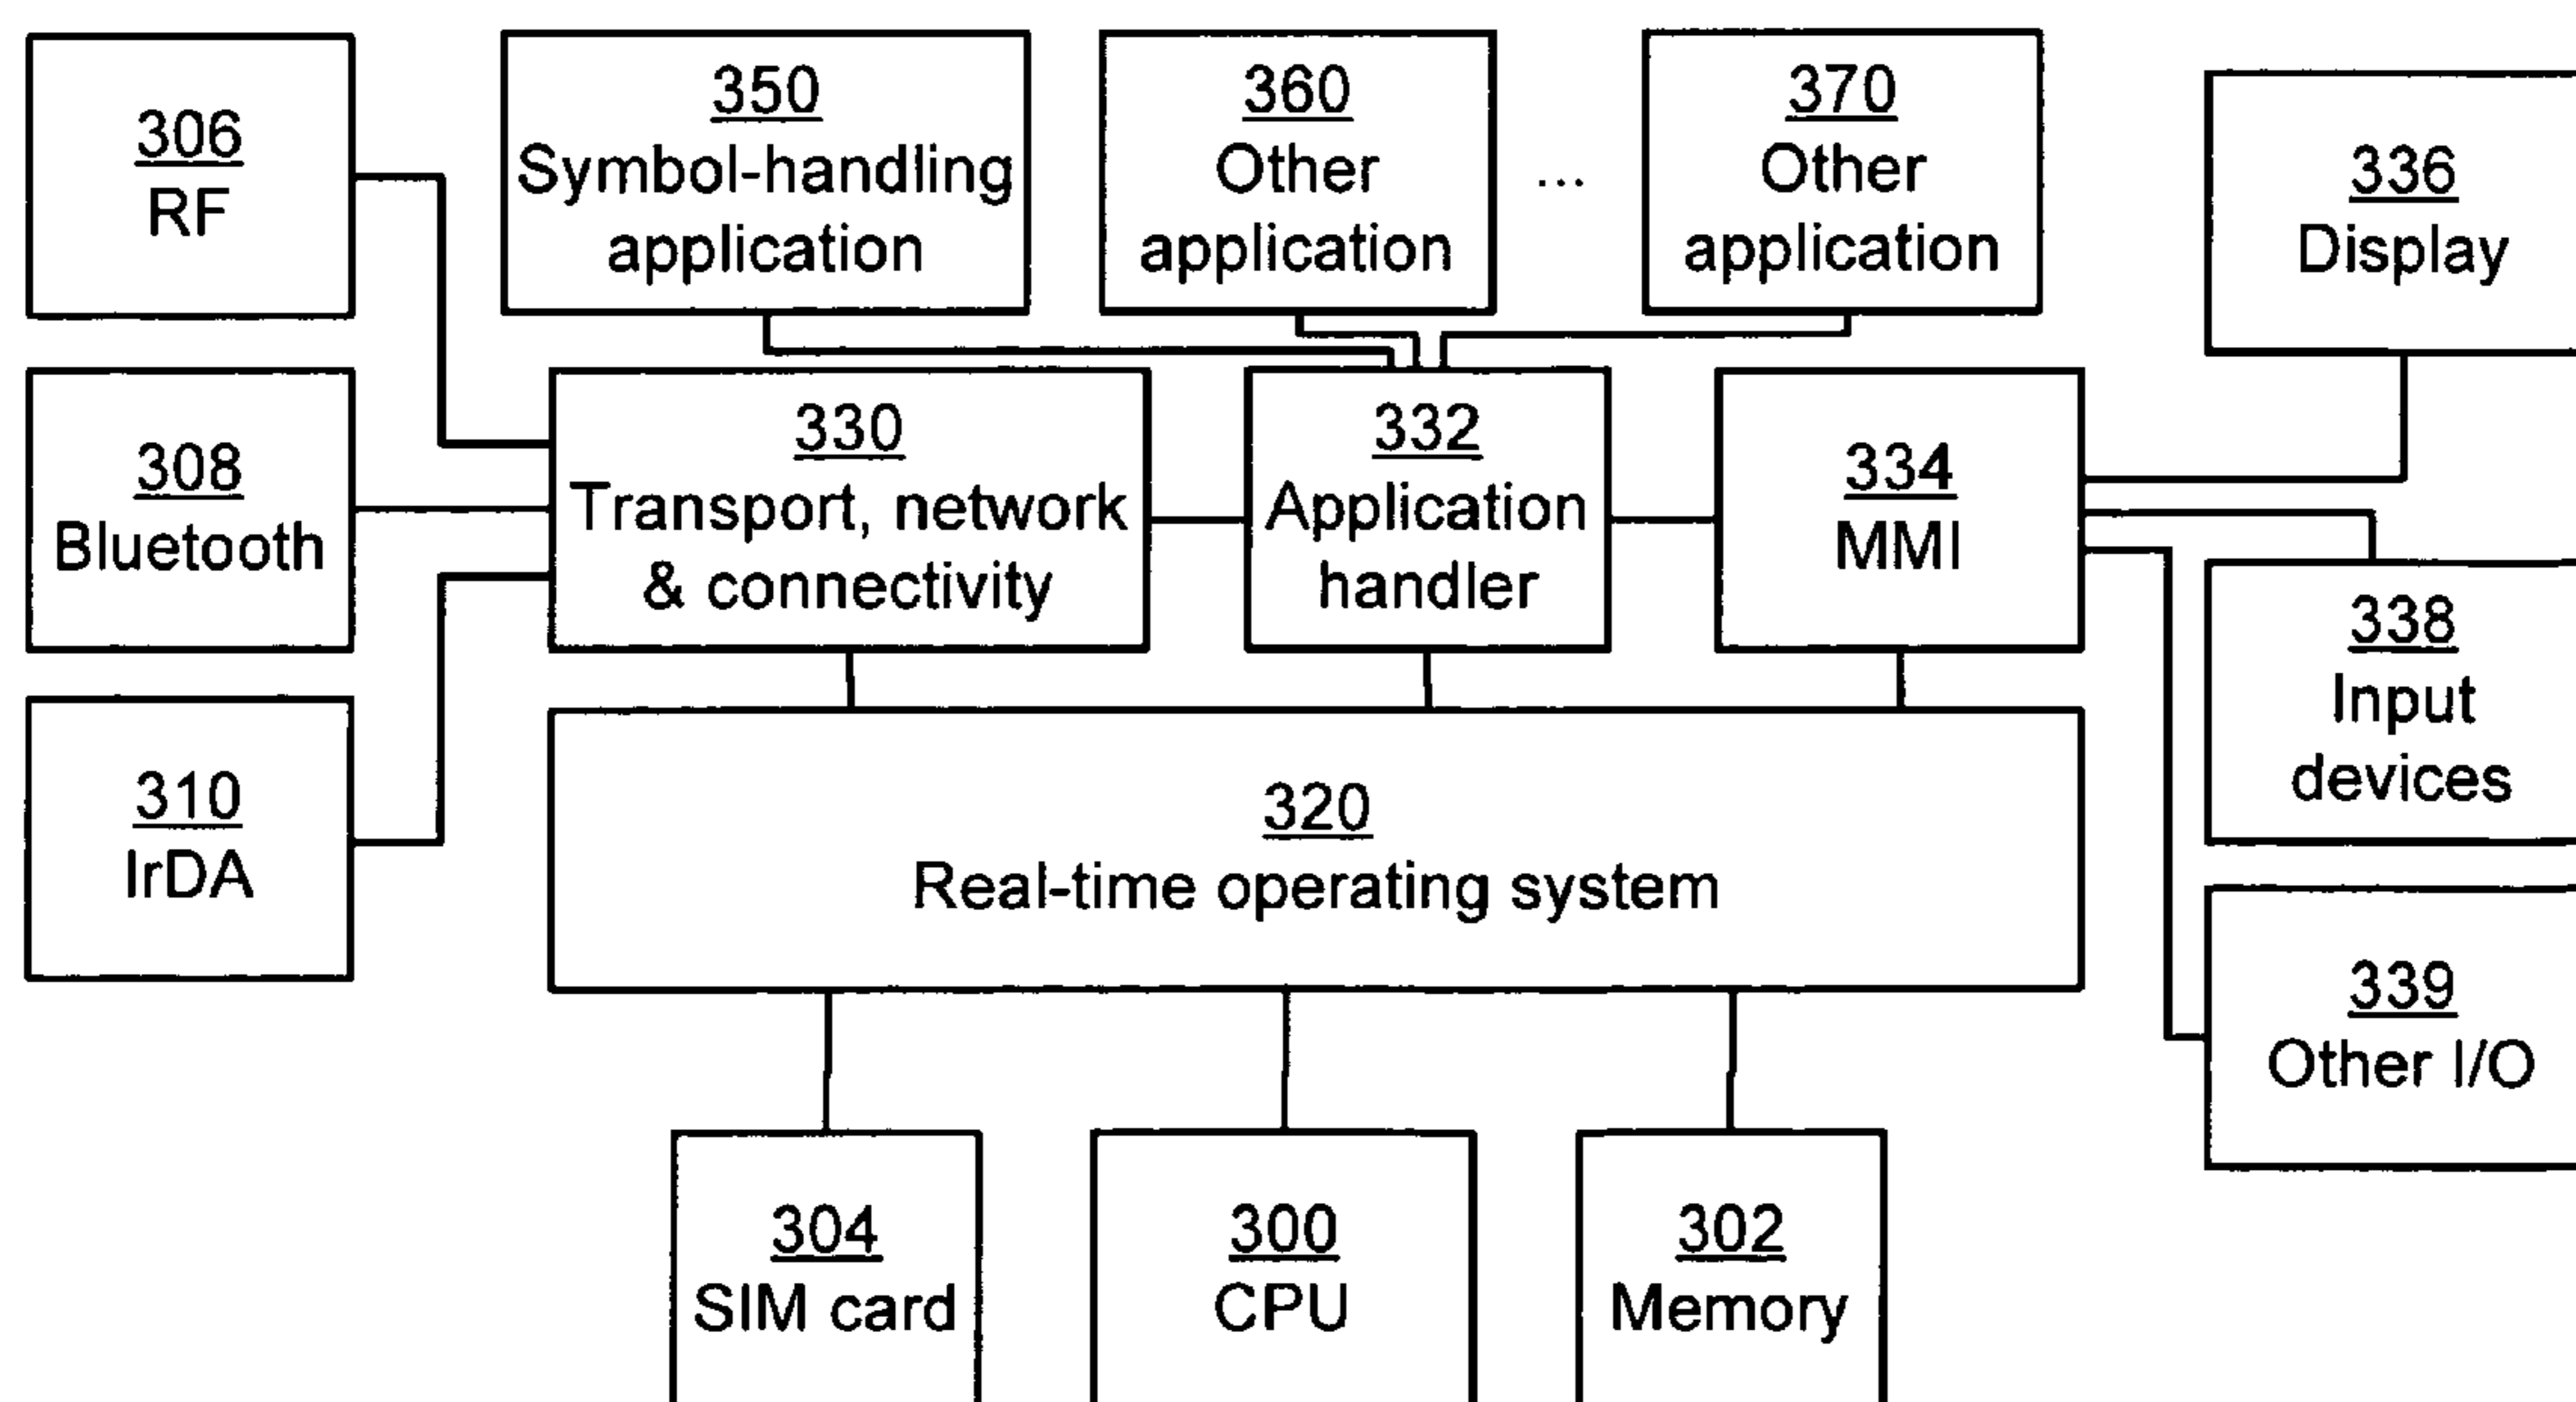 306
RF
350
Symbol-handling
application
360
Other
application
...
370
Other
application
336
Display
308
Bluetooth
330
Transport, network
& connectivity
332
Application
handler
334
MMI
338
Input
devices
310
IrDA
320
Real-time operating system
339
Other I/O
304
SIM card
300
CPU
302
Memory